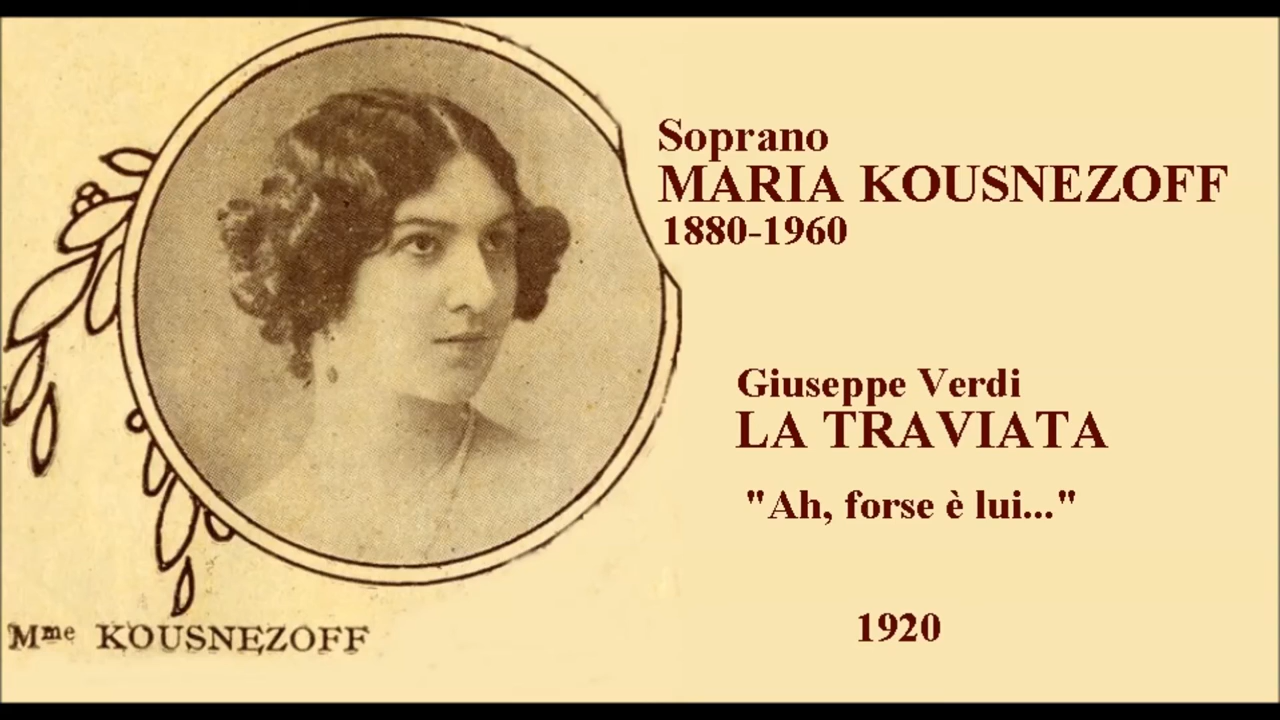 Soprano
MARIA KOUSNEZOFF
1880-1960
Giuseppe Verdi
LA TRAVIATA
"Ah, forse è lui..."
1920
Mme KOUSNEZOFF